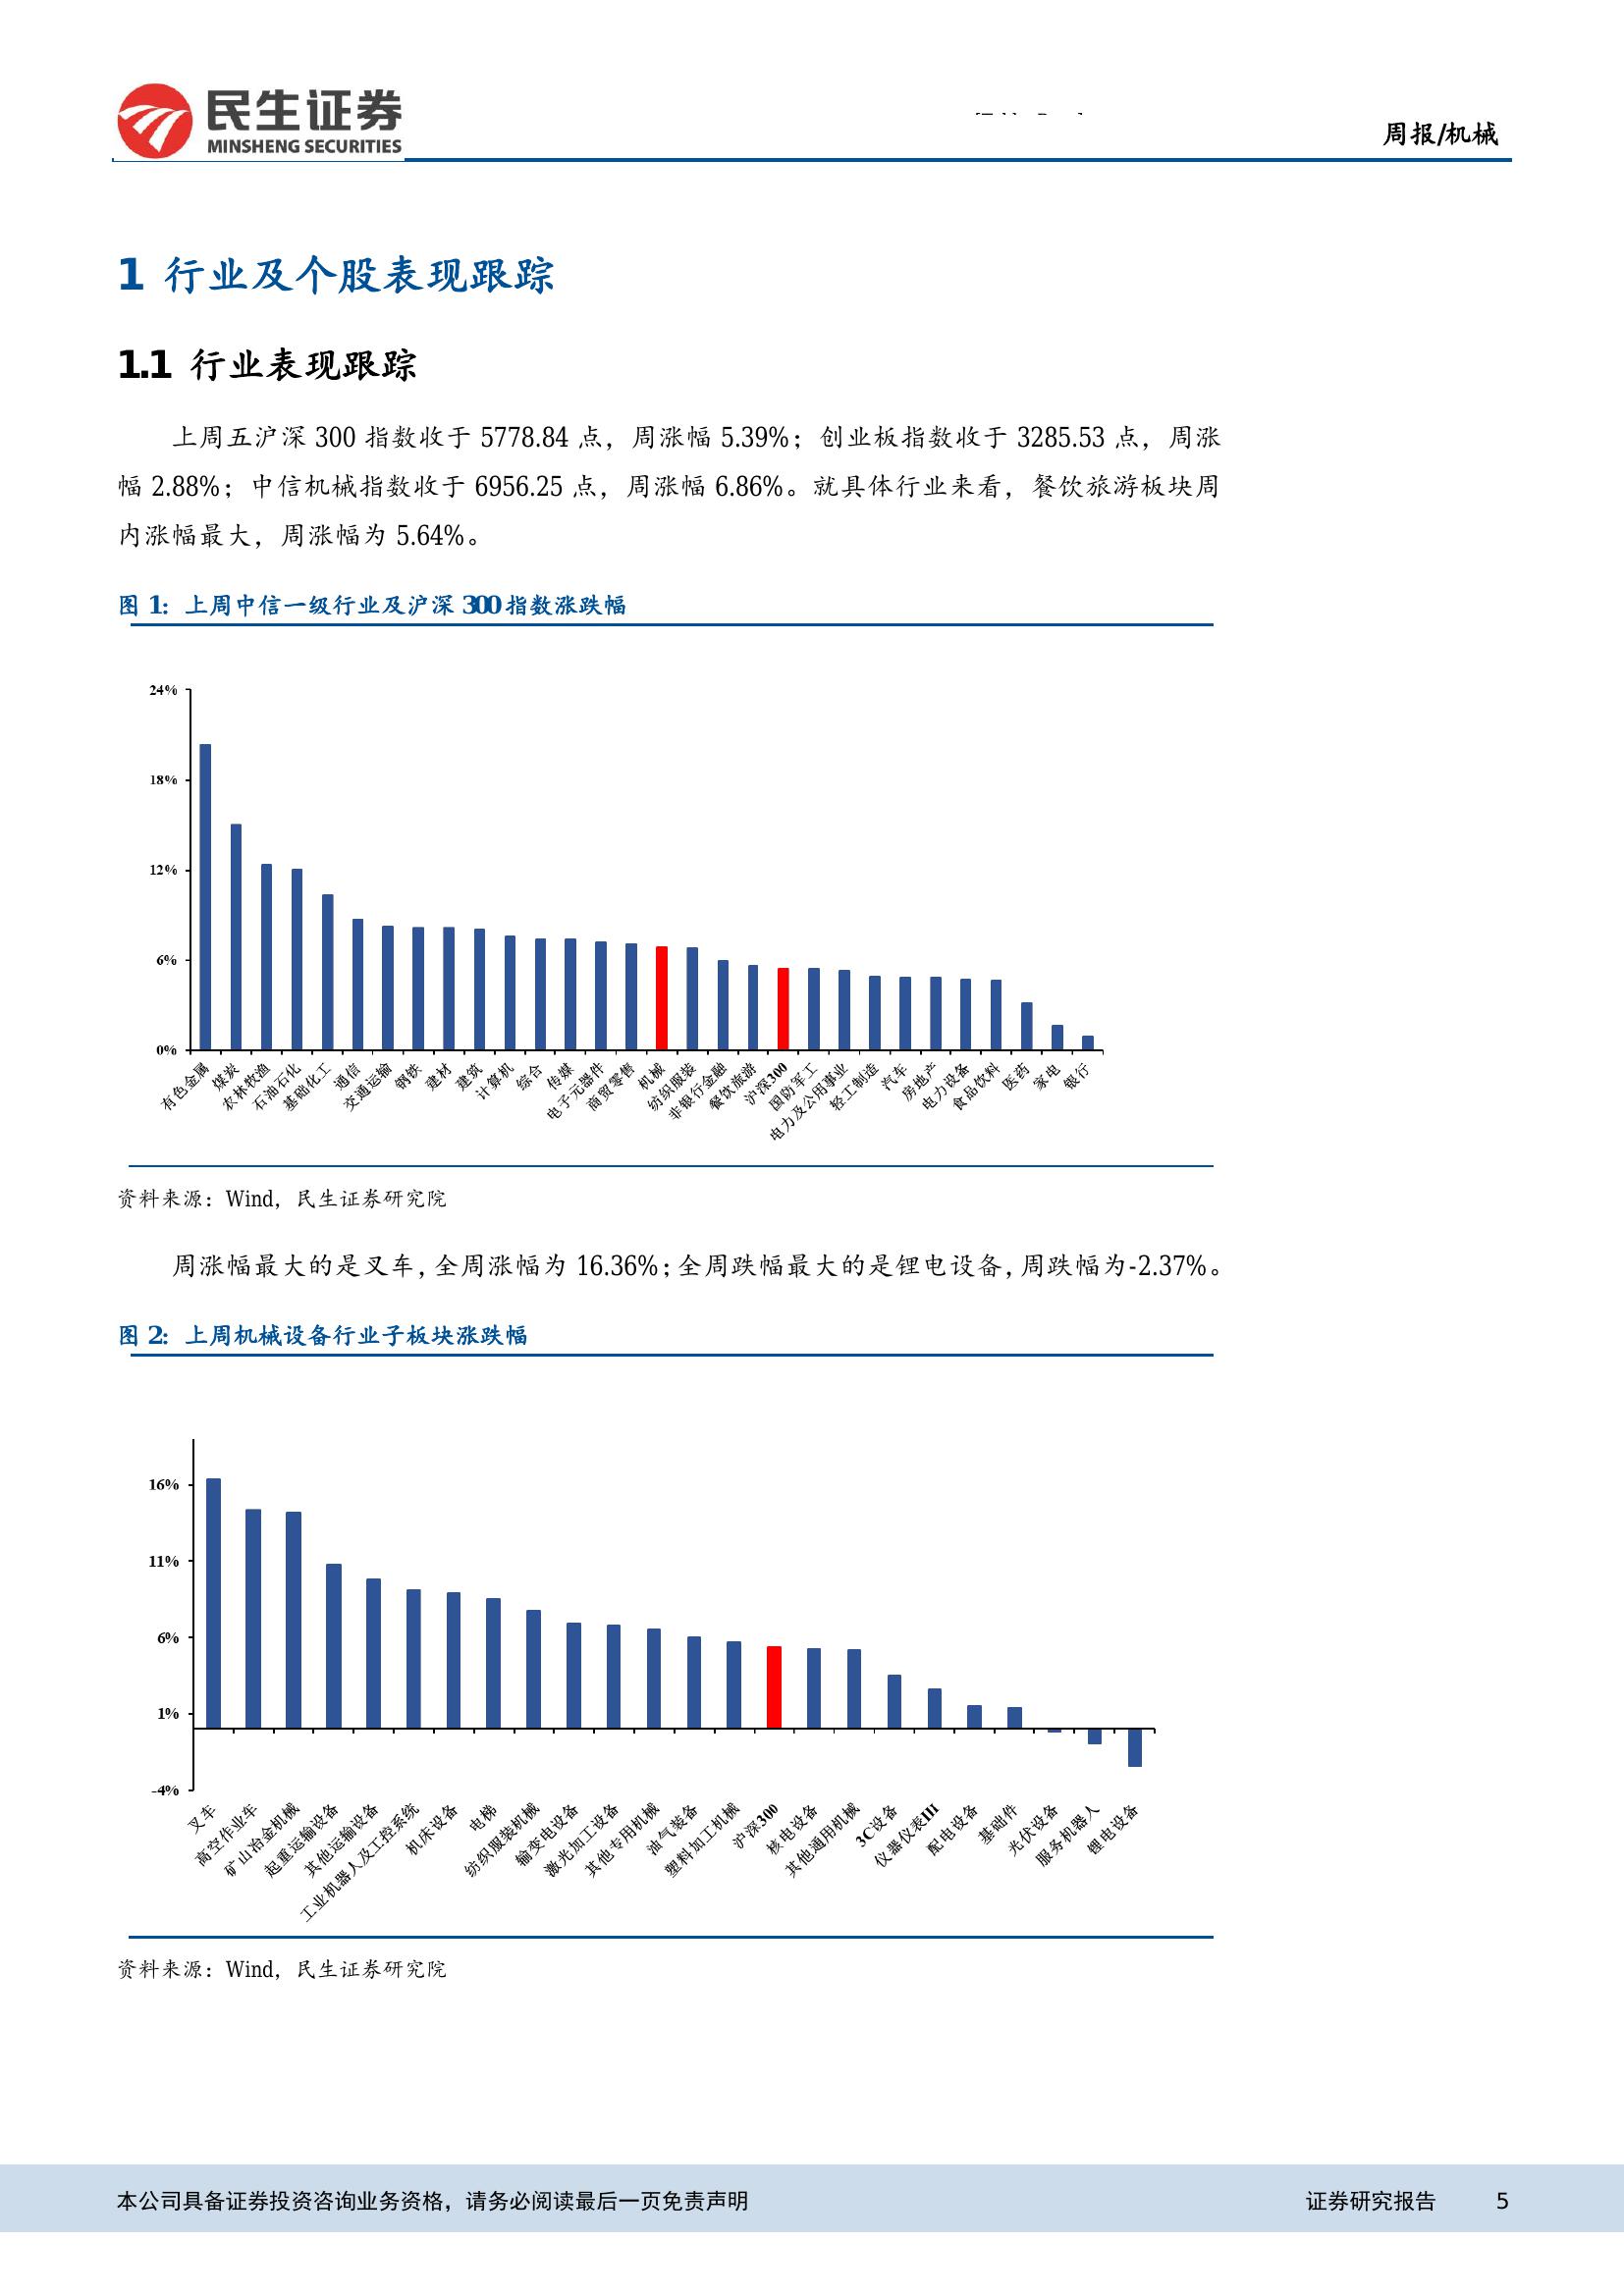 民生证券
MINSHENG SECURITIES
周报/机械
1 行业及个股表现跟踪
1.1 行业表现跟踪
上周五沪深 300 指数收于 5778.84 点，周涨幅 5.39%；创业板指数收于 3285.53 点，周涨
幅 2.88%；中信机械指数收于 6956.25 点，周涨幅 6.86%。就具体行业来看，餐饮旅游板块周
内涨幅最大，周涨幅为 5.64%。
图 1：上周中信一级行业及沪深 300 指数涨跌幅
24%
18%
12%
6%
0%
有色金属
煤炭
农林牧渔
石油石化
基础化工
通信
交通运输
钢铁
建材
建筑
计算机
综合
传媒
电子元器件
商贸零售
机械
纺织服装
非银行金融
餐饮旅游
沪深300
国防军工
电力及公用事业
轻工制造
汽车
房地产
电力设备
食品饮料
医药
家电
银行
资料来源：Wind，民生证券研究院
周涨幅最大的是叉车，全周涨幅为 16.36%；全周跌幅最大的是锂电设备，周跌幅为-2.37%。
图 2：上周机械设备行业子板块涨跌幅
16%
11%
6%
1%
-4%
叉车
高空作业车
矿山冶金机械
起重运输设备
其他运输设备
工业机器人及工控系统
机床设备
电梯
纺织服装机械
输变电设备
激光加工设备
其他专用机械
油气装备
塑料加工机械
沪深300
核电设备
其他通用机械
3C设备
仪器仪表III
配电设备
基础件
光伏设备
服务机器人
锂电设备
资料来源：Wind，民生证券研究院
本公司具备证券投资咨询业务资格，请务必阅读最后一页免责声明
证券研究报告 5